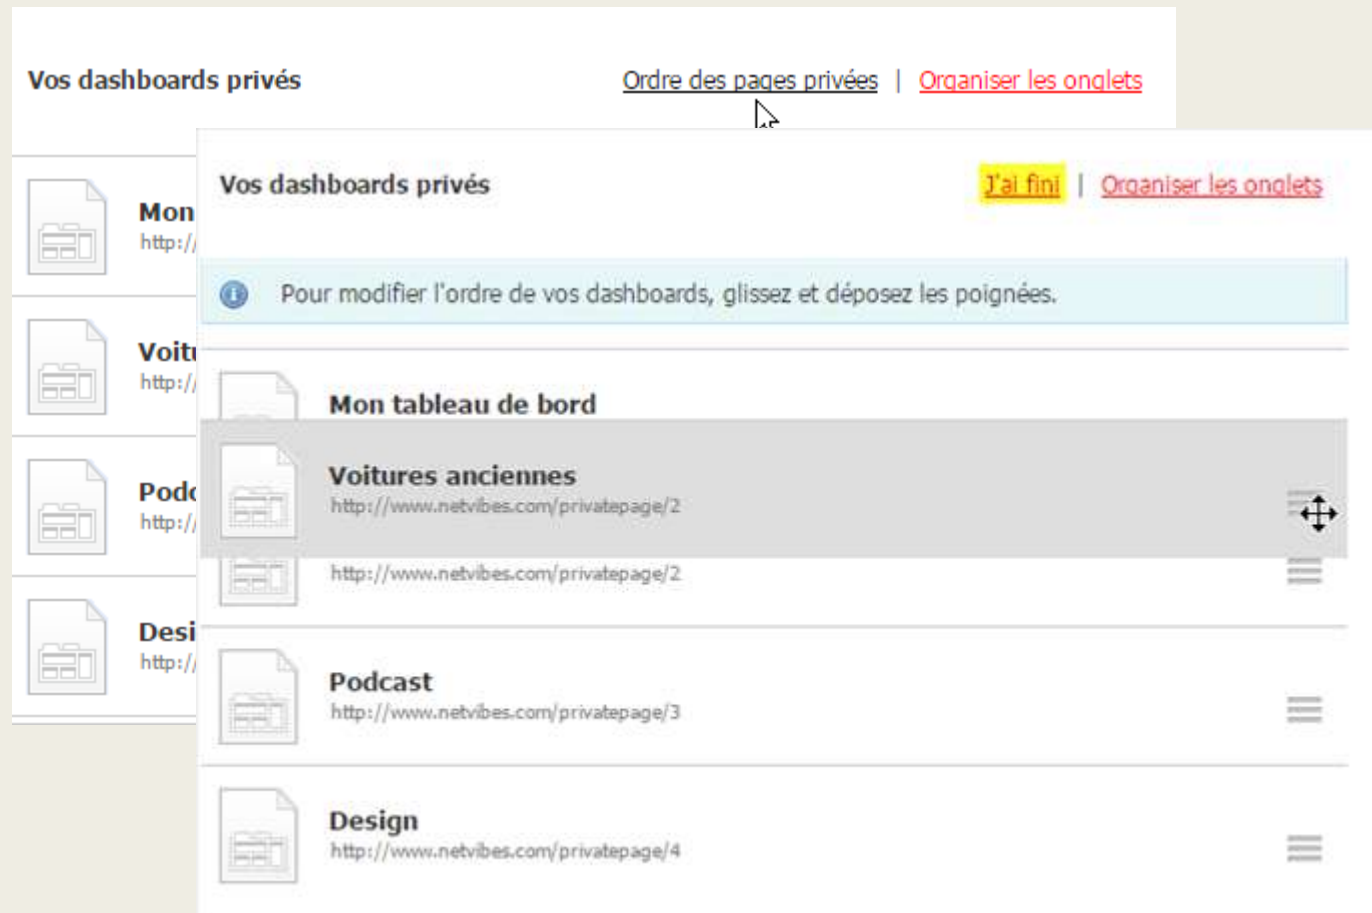 Vos dashboards privés
Ordre des pages privées | Organiser les onglets
Mon
http://
Voitu
http://
Podc
http://
Desi
http://
Vos dashboards privés
J'ai fini | Organiser les onglets
Pour modifier l'ordre de vos dashboards, glissez et déposez les poignées.
Mon tableau de bord
Voitures anciennes
http://www.netvibes.com/privatepage/2
http://www.netvibes.com/privatepage/2
Podcast
http://www.netvibes.com/privatepage/3
Design
http://www.netvibes.com/privatepage/4